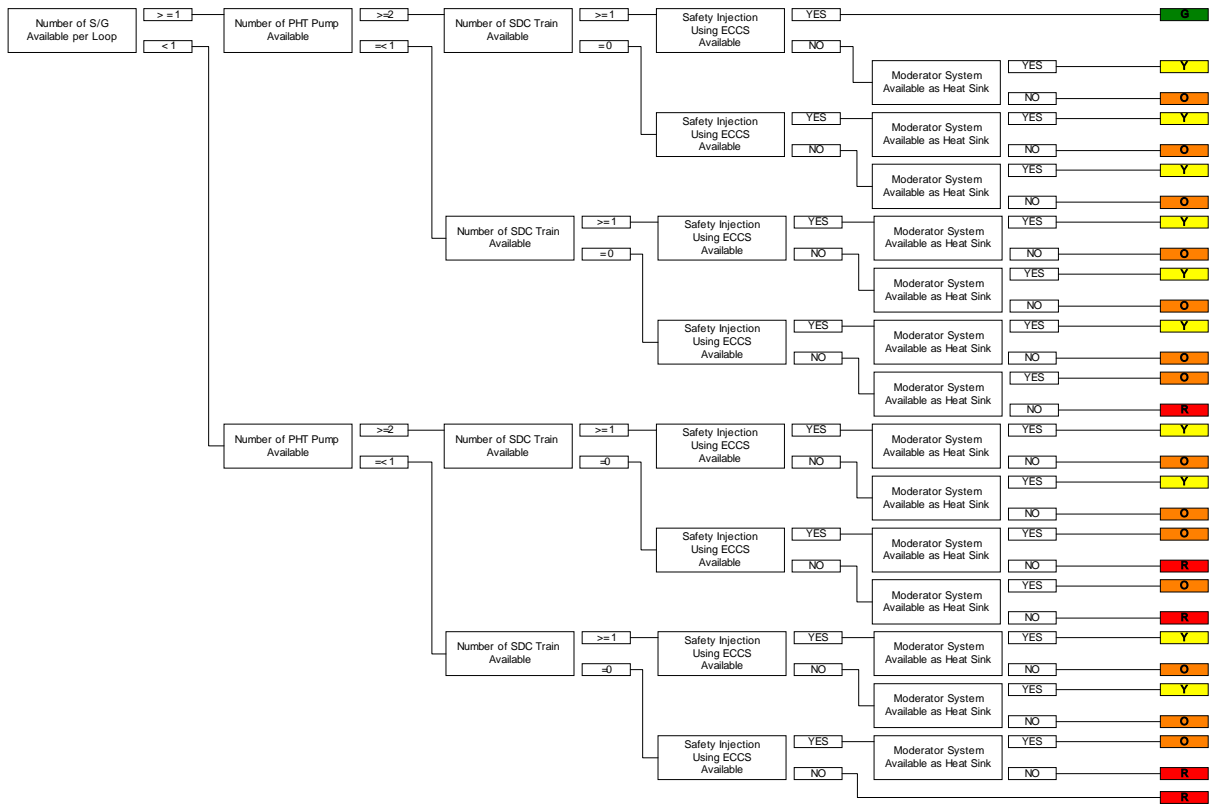 Number of S/G
Available per Loop
> = 1
< 1
Number of PHT Pump
Available
>=2
=< 1
Number of SDC Train
Available
>= 1
= 0
Safety Injection
Using ECCS
Available
YES
NO
G
Moderator System
Available as Heat Sink
YES
Y
NO
O
Safety Injection
Using ECCS
Available
YES
NO
Moderator System
Available as Heat Sink
YES
Y
NO
O
Moderator System
Available as Heat Sink
YES
Y
NO
O
Number of SDC Train
Available
>= 1
= 0
Safety Injection
Using ECCS
Available
YES
NO
Moderator System
Available as Heat Sink
YES
Y
NO
O
Moderator System
Available as Heat Sink
YES
Y
NO
O
Safety Injection
Using ECCS
Available
YES
NO
Moderator System
Available as Heat Sink
YES
Y
NO
O
Moderator System
Available as Heat Sink
YES
O
NO
R
Number of PHT Pump
Available
>=2
=< 1
Number of SDC Train
Available
>= 1
=0
Safety Injection
Using ECCS
Available
YES
NO
Moderator System
Available as Heat Sink
YES
Y
NO
O
Moderator System
Available as Heat Sink
YES
Y
NO
O
Safety Injection
Using ECCS
Available
YES
NO
Moderator System
Available as Heat Sink
YES
O
NO
R
Moderator System
Available as Heat Sink
YES
O
NO
R
Number of SDC Train
Available
>= 1
=0
Safety Injection
Using ECCS
Available
YES
NO
Moderator System
Available as Heat Sink
YES
Y
NO
O
Moderator System
Available as Heat Sink
YES
Y
NO
O
Safety Injection
Using ECCS
Available
YES
NO
Moderator System
Available as Heat Sink
YES
O
NO
R
R